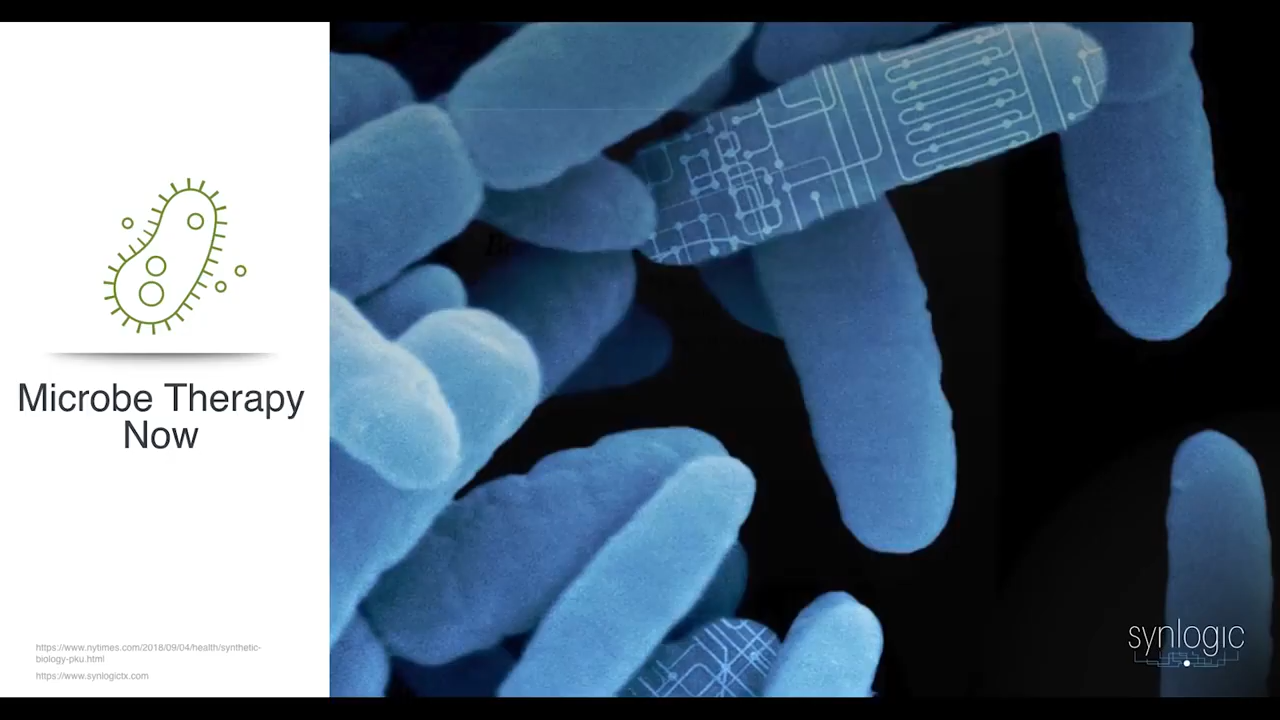 Microbe Therapy
Now
https://www.nytimes.com/2018/09/04/health/synthetic-
biology-pku.html
https://www.synlogictx.com
synlogic